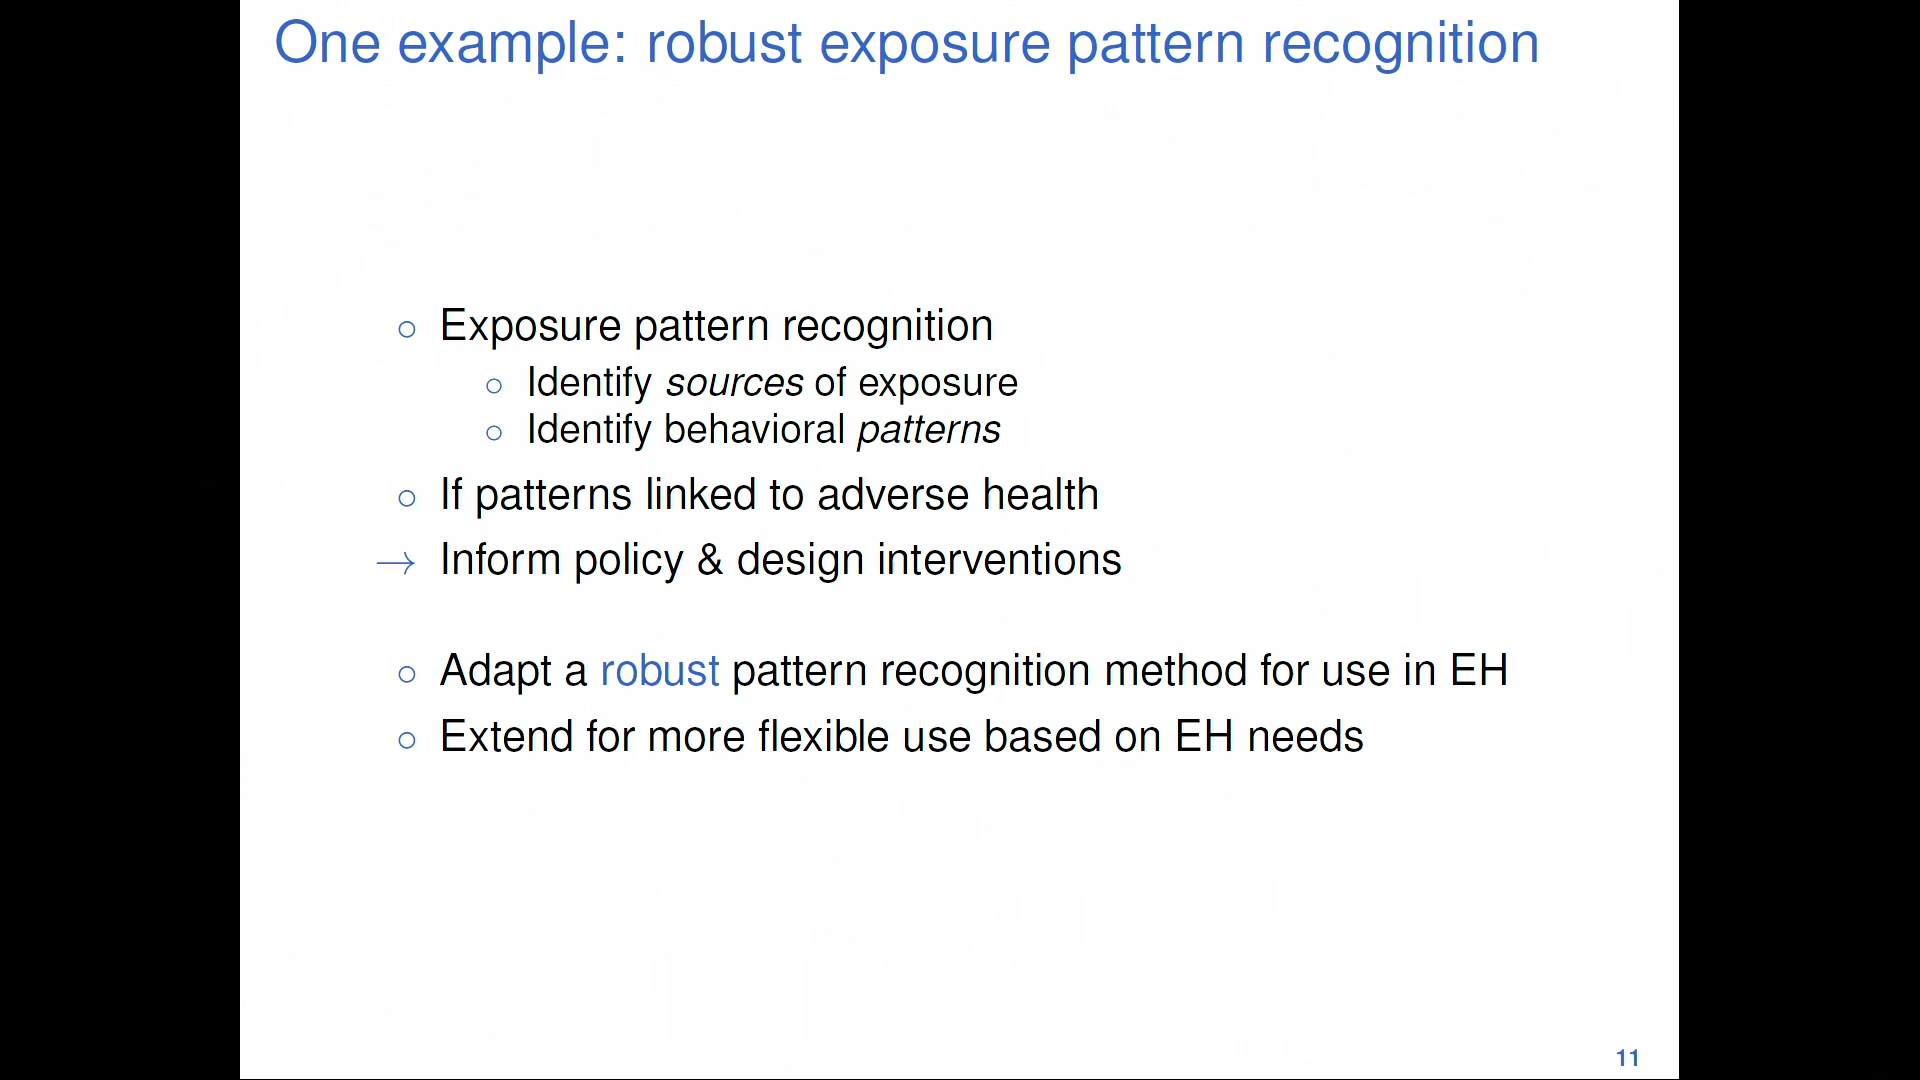 One example: robust exposure pattern recognition
○ Exposure pattern recognition
○ Identify sources of exposure
○ Identify behavioral patterns
○ If patterns linked to adverse health
→ Inform policy & design interventions
○ Adapt a robust pattern recognition method for use in EH
○ Extend for more flexible use based on EH needs
11